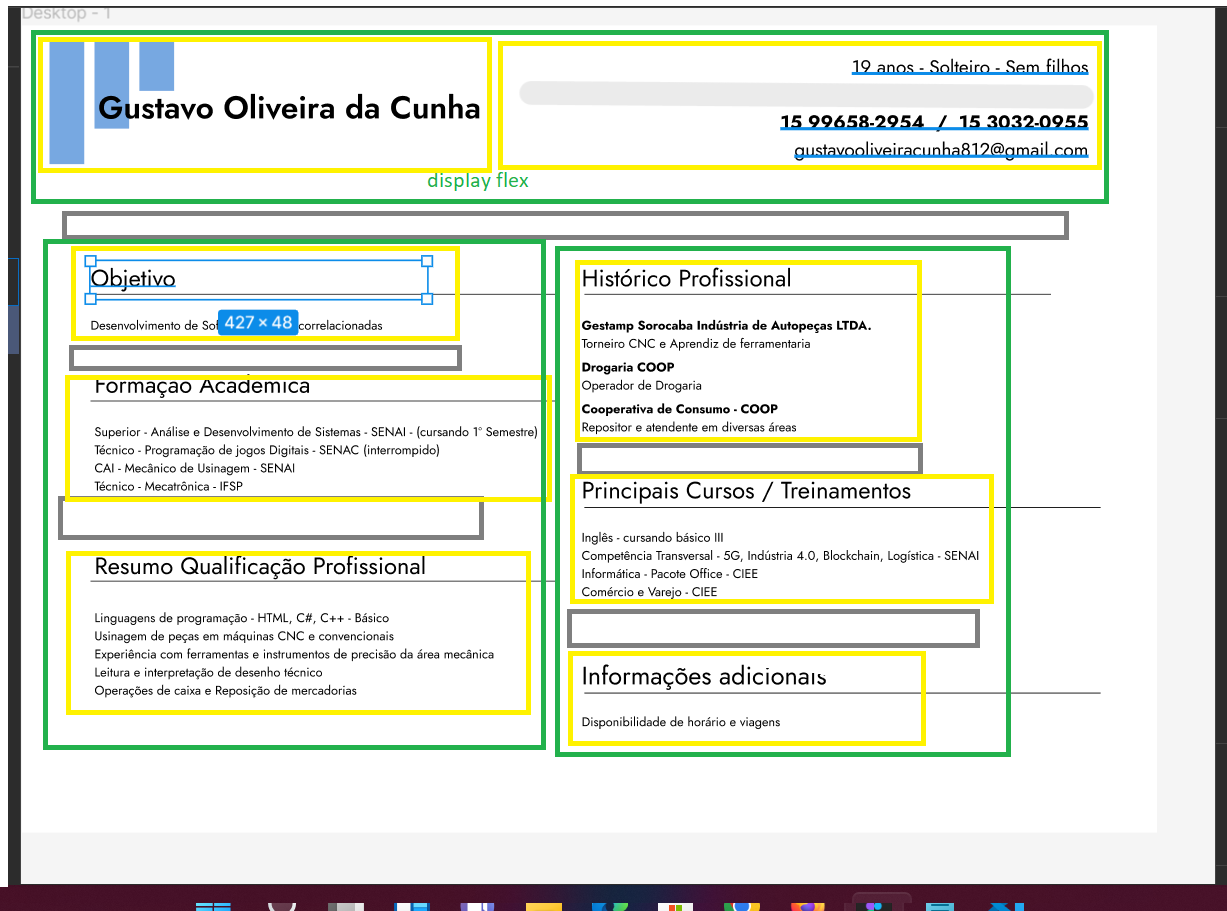 Desktop - 1
Gustavo Oliveira da Cunha
19 anos - Solteiro - Sem filhos
15 99658-2954 / 15 3032-0955
gustavooliveiracunha812@gmail.com
display flex
Objetivo
Desenvolvimento de correlacionadas
427 × 48
Formação Acadêmica
Superior - Análise e Desenvolvimento de Sistemas - SENAI - (cursando 1° Semestre)
Técnico - Programação de jogos Digitais - SENAC (interrompido)
CAI - Mecânico de Usinagem - SENAI
Técnico - Mecatrônica - IFSP
Resumo Qualificação Profissional
Linguagens de programação - HTML, C#, C++ - Básico
Usinagem de peças em máquinas CNC e convencionais
Experiência com ferramentas e instrumentos de precisão da área mecânica
Leitura e interpretação de desenho técnico
Operações de caixa e Reposição de mercadorias
Histórico Profissional
Gestamp Sorocaba Indústria de Autopeças LTDA.
Torneiro CNC e Aprendiz de ferramentaria
Drogaria COOP
Operador de Drogaria
Cooperativa de Consumo - COOP
Repositor e atendente em diversas áreas
Principais Cursos / Treinamentos
Inglês - cursando básico III
Competência Transversal - 5G, Indústria 4.0, Blockchain, Logística - SENAI
Informática - Pacote Office - CIEE
Comércio e Varejo - CIEE
Informações adicionais
Disponibilidade de horário e viagens